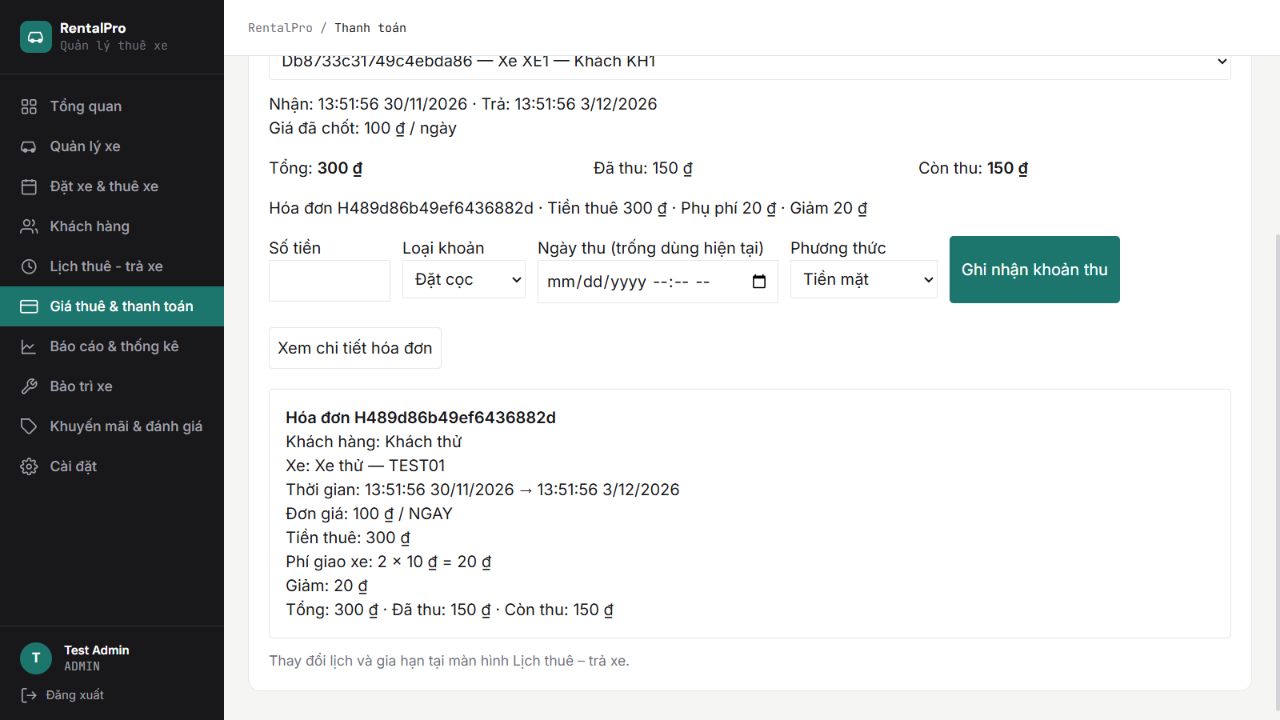 RentalPro
Quản lý thuê xe
Tổng quan
Quản lý xe
Đặt xe & thuê xe
Khách hàng
Lịch thuê - trả xe
Giá thuê & thanh toán
Báo cáo & thống kê
Bảo trì xe
Khuyến mãi & đánh giá
Cài đặt
T
Test Admin
ADMIN
Đăng xuất
RentalPro / Thanh toán
Db8733c31749c4ebda86 — Xe XE1 — Khách KH1
Nhận: 13:51:56 30/11/2026 · Trả: 13:51:56 3/12/2026
Giá đã chốt: 100 ₫ / ngày
Tổng: 300 ₫ Đã thu: 150 ₫ Còn thu: 150 ₫
Hóa đơn H489d86b49ef6436882d · Tiền thuê 300 ₫ · Phụ phí 20 ₫ · Giảm 20 ₫
Số tiền Loại khoản Ngày thu (trống dùng hiện tại) Phương thức
Đặt cọc mm/dd/yyyy --:-- -- Tiền mặt Ghi nhận khoản thu
Xem chi tiết hóa đơn
Hóa đơn H489d86b49ef6436882d
Khách hàng: Khách thử
Xe: Xe thử — TEST01
Thời gian: 13:51:56 30/11/2026 → 13:51:56 3/12/2026
Đơn giá: 100 ₫ / NGAY
Tiền thuê: 300 ₫
Phí giao xe: 2 × 10 ₫ = 20 ₫
Giảm: 20 ₫
Tổng: 300 ₫ · Đã thu: 150 ₫ · Còn thu: 150 ₫
Thay đổi lịch và gia hạn tại màn hình Lịch thuê – trả xe.